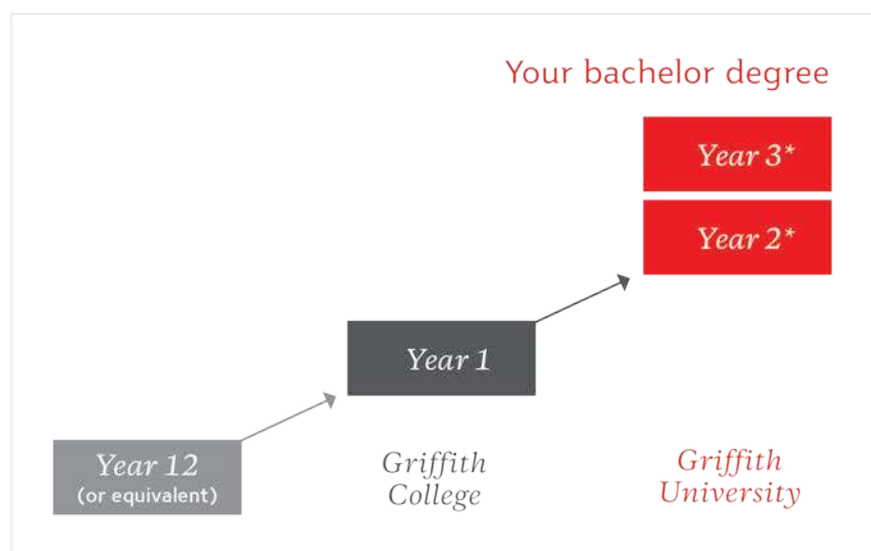 Your bachelor degree
Year 3*
Year 2*
Year 1
Year 12
(or equivalent)
Griffith
College
Griffith
University